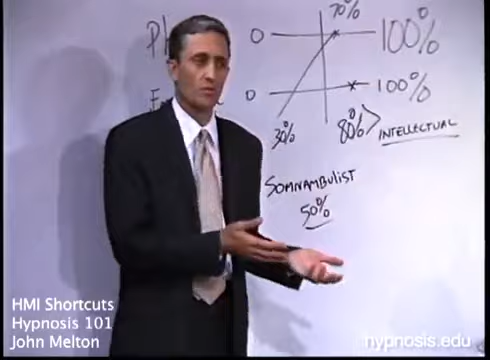 70%
0
100%
0
100%
30%
80%
INTELLECTUAL
SOMNAMBULIST
50%
HMI Shortcuts
Hypnosis 101
John Melton
hypnosis.edu